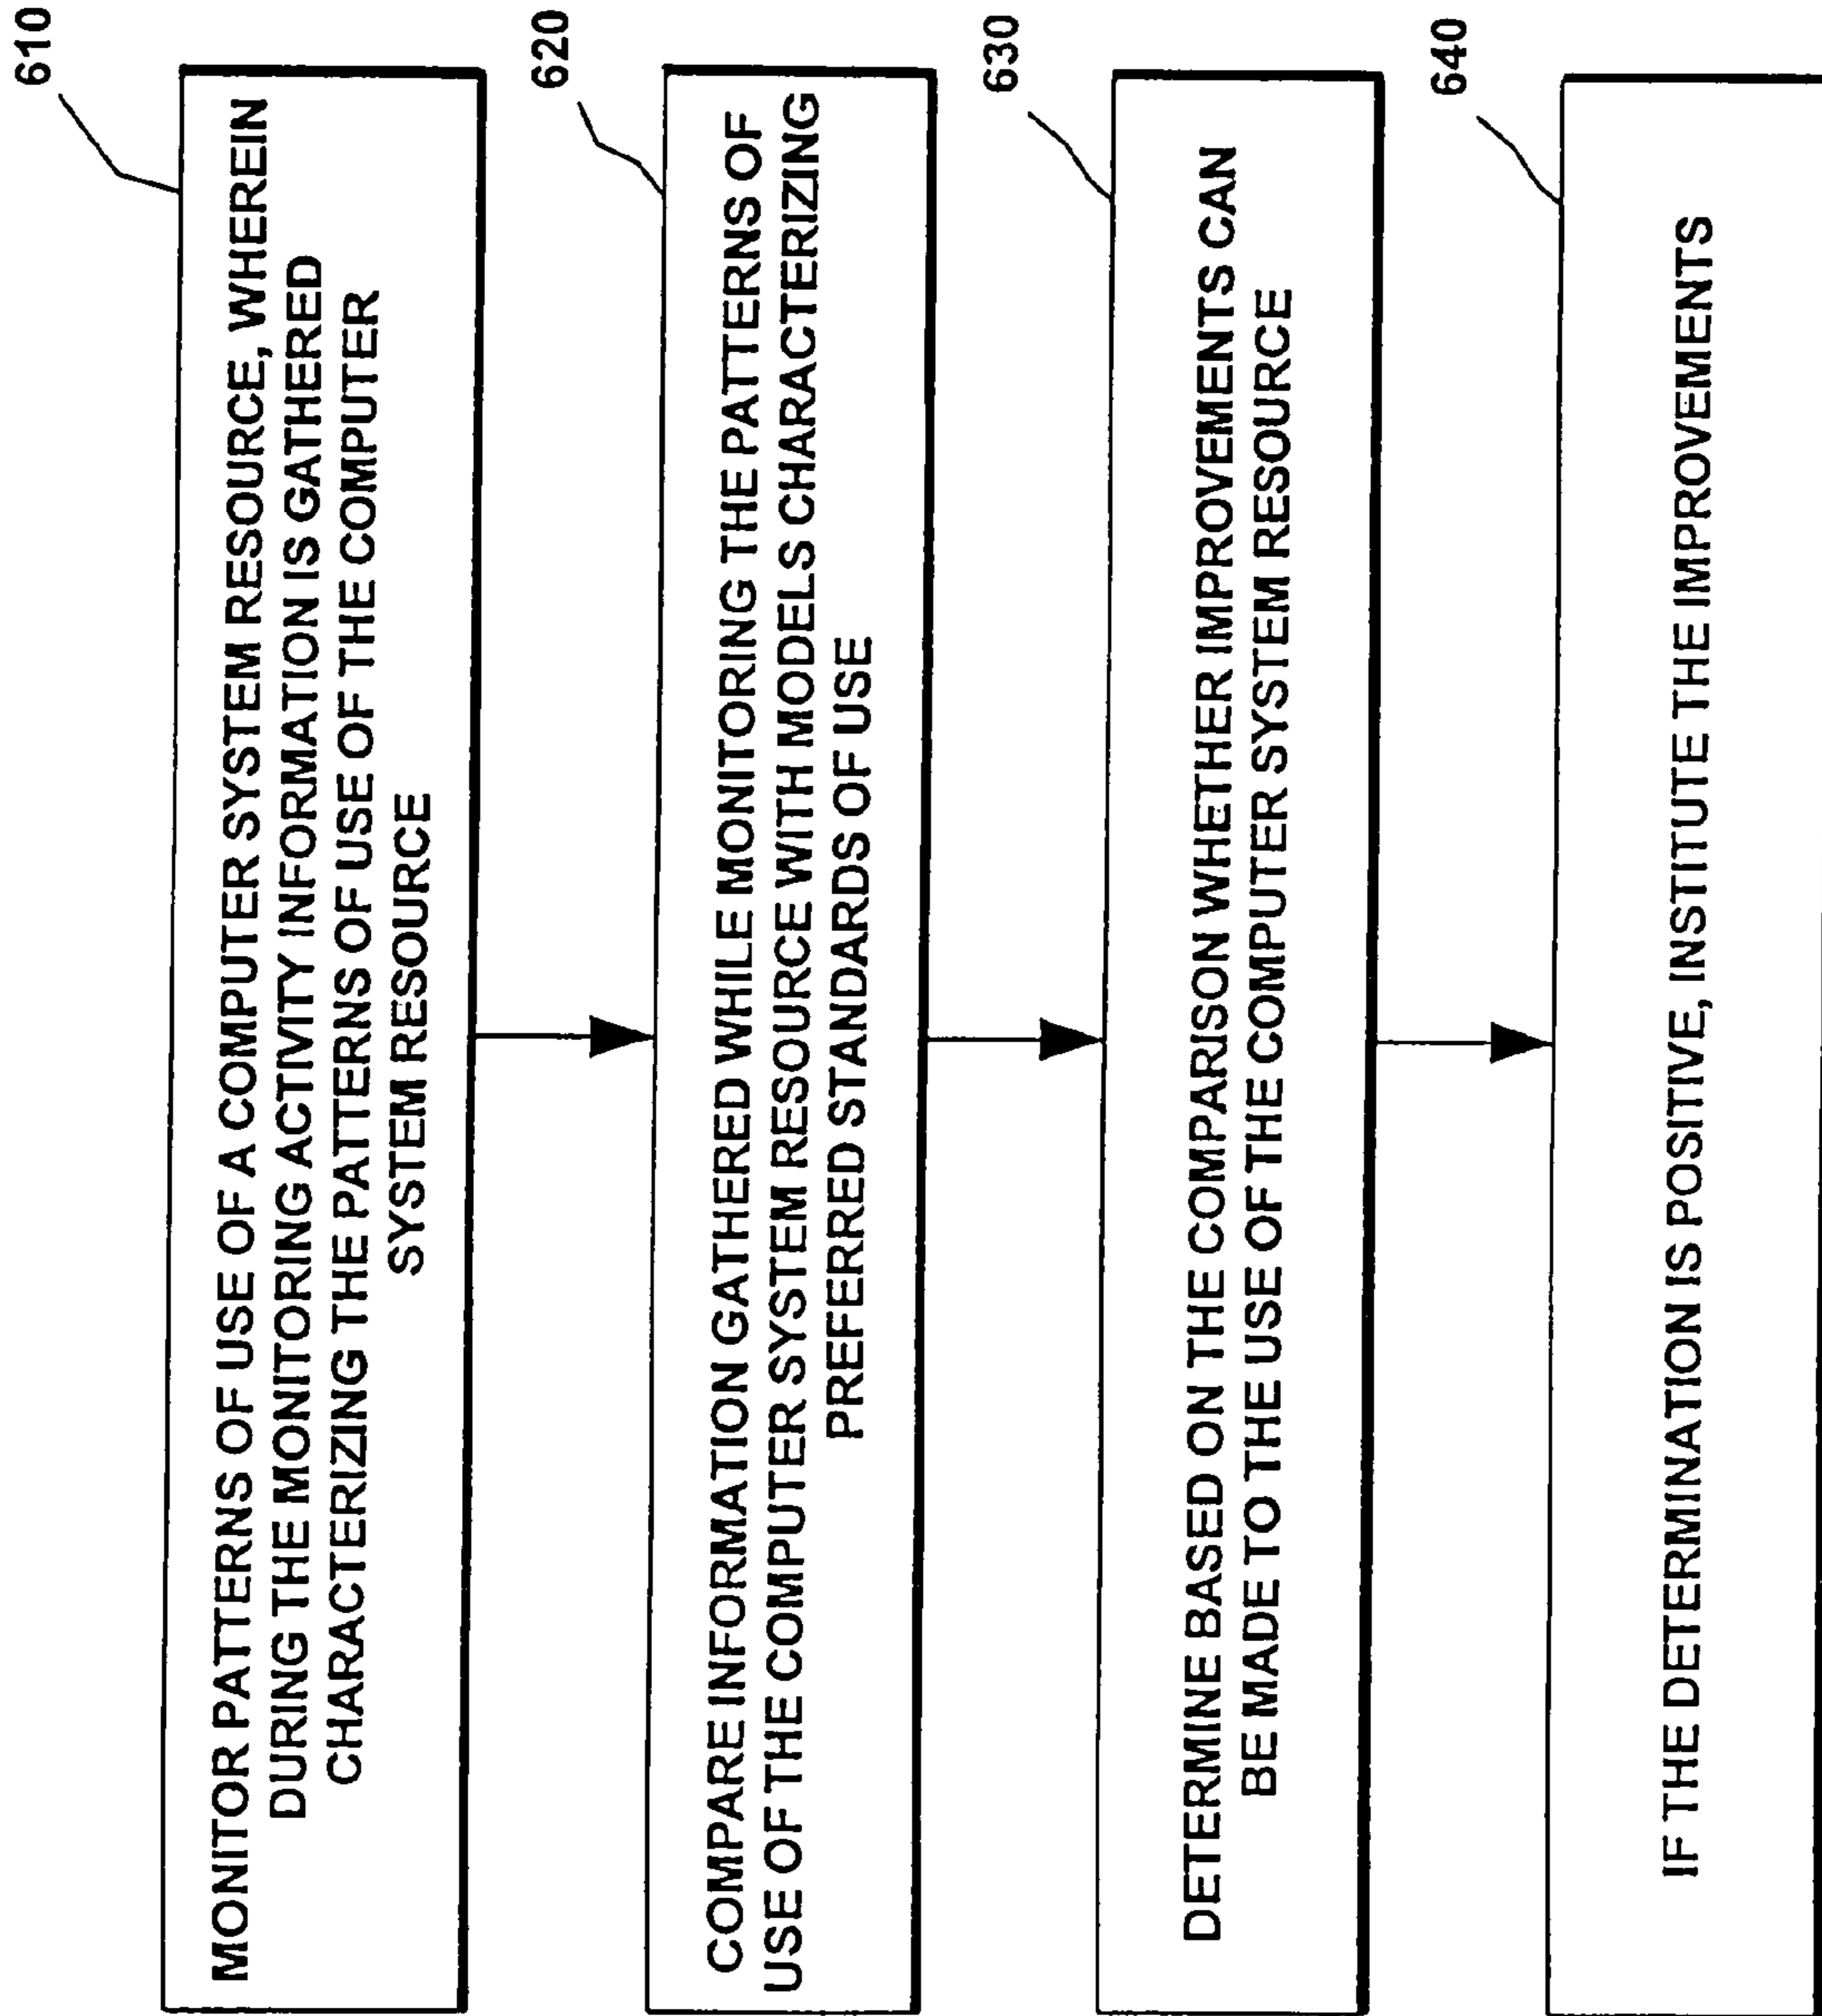 610
MONITOR PATTERNS OF USE OF A COMPUTER SYSTEM RESOURCE, WHEREIN
DURING THE MONITORING ACTIVITY INFORMATION IS GATHERED
CHARACTERIZING THE PATTERNS OF USE OF THE COMPUTER
SYSTEM RESOURCE
620
COMPARE INFORMATION GATHERED WHILE MONITORING THE PATTERNS OF
USE OF THE COMPUTER SYSTEM RESOURCE WITH MODELS CHARACTERIZING
PREFERRED STANDARDS OF USE
630
DETERMINE BASED ON THE COMPARISON WHETHER IMPROVEMENTS CAN
BE MADE TO THE USE OF THE COMPUTER SYSTEM RESOURCE
640
IF THE DETERMINATION IS POSITIVE, INSTITUTE THE IMPROVEMENTS